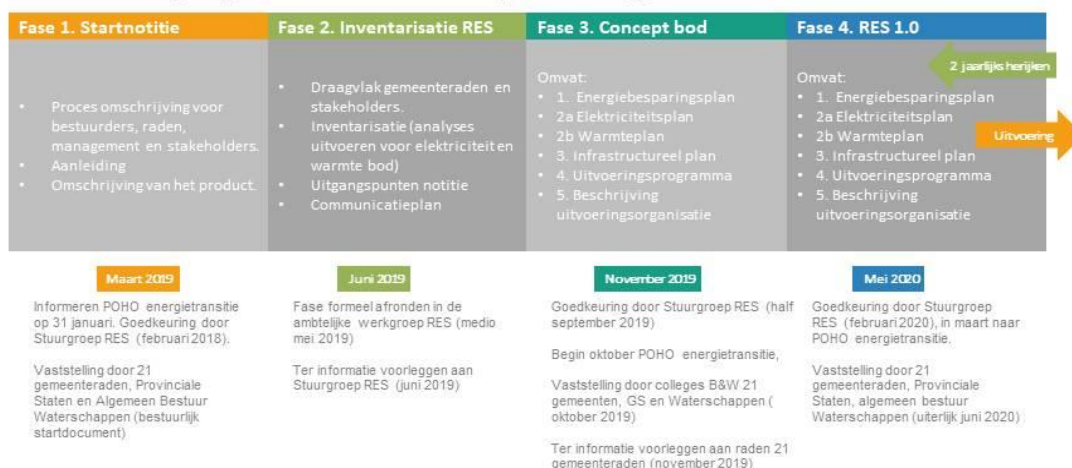 Fase 1. Startnotitie
• Proces omschrijving voor
bestuurders, raden,
management en stakeholders.
• Aanleiding
• Omschrijving van het product.
Fase 2. Inventarisatie RES
• Draagvlak gemeenteraden en
stakeholders.
• Inventarisatie (analyses
uitvoeren voor elektriciteit en
warmte bod)
• Uitgangspunten notitie
• Communicatieplan
Fase 3. Concept bod
Omvat:
• 1. Energiebesparingsplan
• 2a Elektriciteitsplan
• 2b Warmteplan
• 3. Infrastructureel plan
• 4. Uitvoeringsprogramma
• 5. Beschrijving
uitvoeringsorganisatie
Fase 4. RES 1.0
2 jaarlijks herijken
Omvat:
• 1. Energiebesparingsplan
• 2a Elektriciteitsplan
• 2b Warmteplan
• 3. Infrastructureel plan
• 4. Uitvoeringsprogramma
• 5. Beschrijving
uitvoeringsorganisatie
Uitvoering
Maart 2019
Informeren POHO energietransitie
op 31 januari. Goedkeuring door
Stuurgroep RES (februari 2018).
Vaststelling door 21
gemeenteraden, Provinciale
Staten en Algemeen Bestuur
Waterschappen (bestuurlijk
startdocument)
Juni 2019
Fase formeel afronden in de
ambtelijke werkgroep RES (medio
mei 2019)
Ter informatie voorleggen aan
Stuurgroep RES (juni 2019)
November 2019
Goedkeuring door Stuurgroep RES (half
september 2019)
Begin oktober POHO energietransitie,
Vaststelling door colleges B&W 21
gemeenten, GS en Waterschappen (
oktober 2019)
Ter informatie voorleggen aan raden 21
gemeenteraden (november 2019)
Mei 2020
Goedkeuring door Stuurgroep
RES (februari 2020), in maart naar
POHO energietransitie.
Vaststelling door 21
gemeenteraden, Provinciale
Staten, algemeen bestuur
Waterschappen (uiterlijk juni 2020)